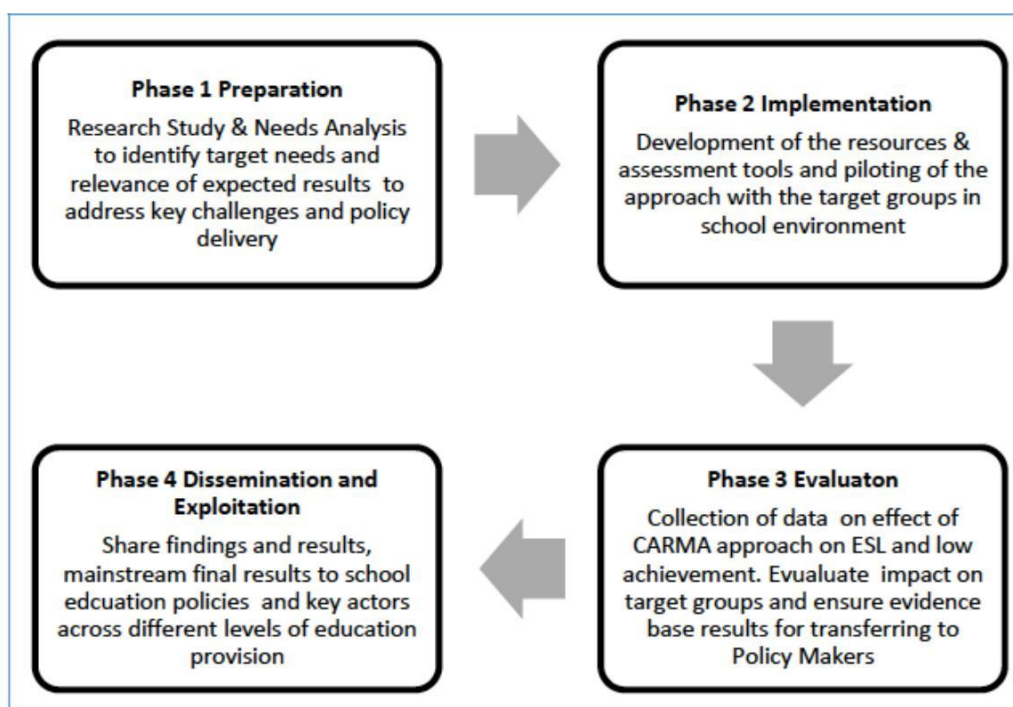 Phase 1 Preparation
Research Study & Needs Analysis
to identify target needs and
relevance of expected results to
address key challenges and policy
delivery
Phase 2 Implementation
Development of the resources &
assessment tools and piloting of the
approach with the target groups in
school environment
Phase 3 Evaluaton
Collection of data on effect of
CARMA approach on ESL and low
achievement. Evualuate impact on
target groups and ensure evidence
base results for transferring to
Policy Makers
Phase 4 Dissemination and
Exploitation
Share findings and results,
mainstream final results to school
edcuation policies and key actors
across different levels of education
provision